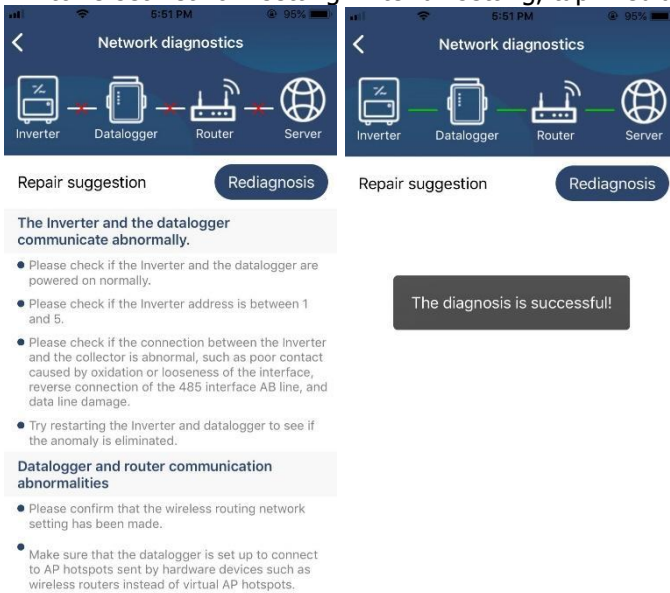 setting, tap
5:51 PM
95%
Network diagnostics
Inverter
Datalogger
Router
Server
Repair suggestion
Rediagnosis
The Inverter and the datalogger
communicate abnormally.
Please check if the Inverter and the datalogger are
powered on normally.
Please check if the Inverter address is between 1
and 5.
Please check if the connection between the Inverter
and the collector is abnormal, such as poor contact
caused by oxidation or looseness of the interface,
reverse connection of the 485 interface AB line, and
data line damage.
Try restarting the Inverter and datalogger to see if
the anomaly is eliminated.
Datalogger and router communication
abnormalities
Please confirm that the wireless routing network
setting has been made.
Make sure that the datalogger is set up to connect
to AP hotspots sent by hardware devices such as
wireless routers instead of virtual AP hotspots.
5:51 PM
95%
Network diagnostics
Inverter
Datalogger
Router
Server
Repair suggestion
Rediagnosis
The diagnosis is successful!